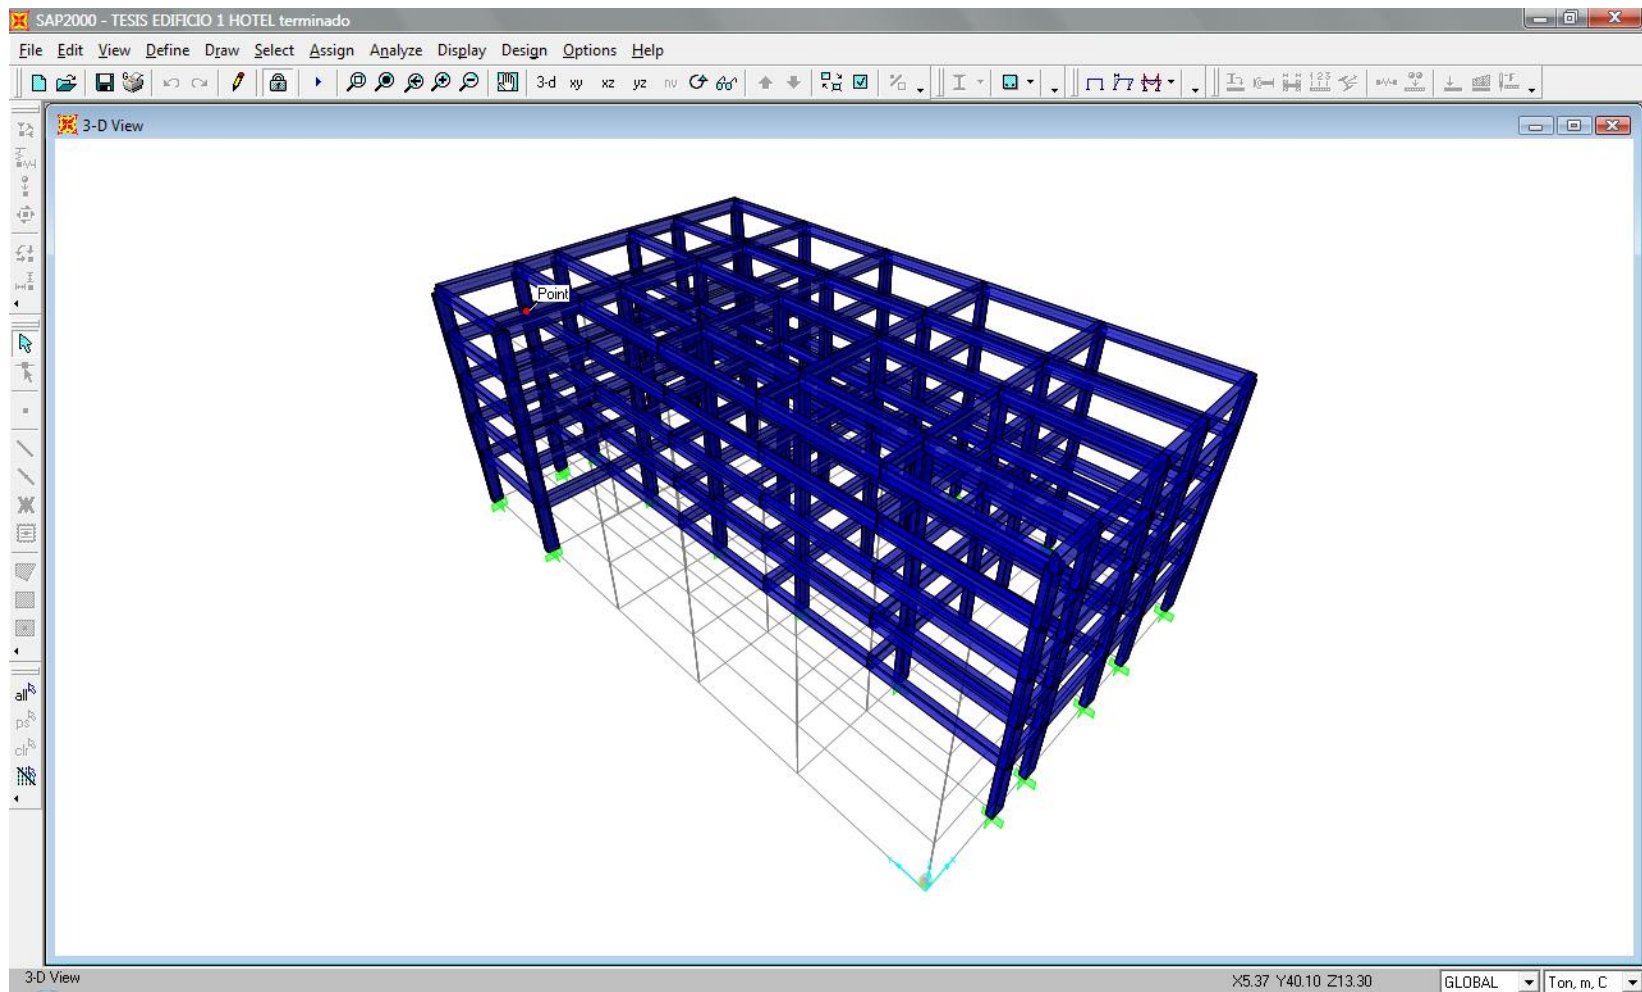 SAP2000 - TESIS EDIFICIO 1 HOTEL terminado
File Edit View Define Draw Select Assign Analyze Display Design Options Help
3-d xy xz yz nv
3-D View
Point
all
ps
clr
3-D View
X5.37 Y40.10 Z13.30
GLOBAL
Ton, m, C